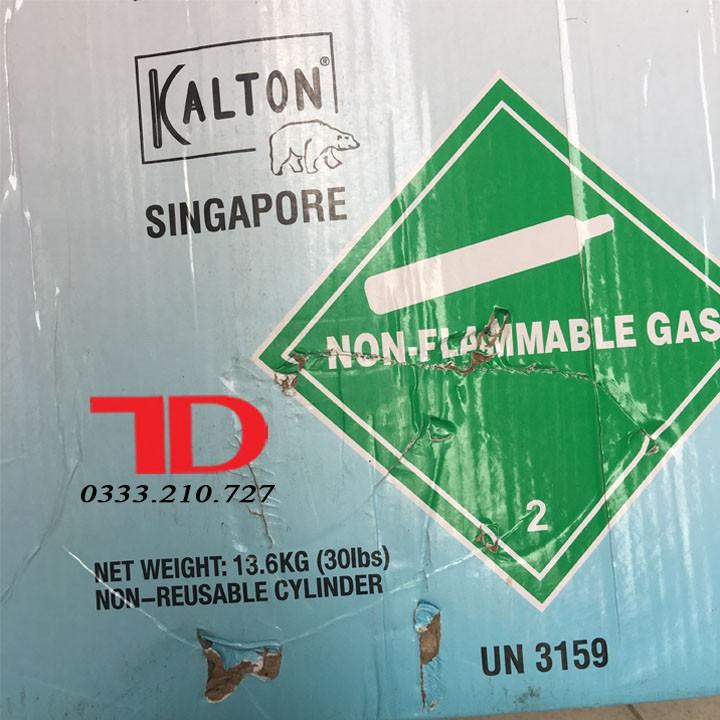 KALTON®
SINGAPORE
NON-FLAMMABLE GAS
2
TD
0333.210.727
NET WEIGHT: 13.6KG (30lbs)
NON-REUSABLE CYLINDER
UN 3159